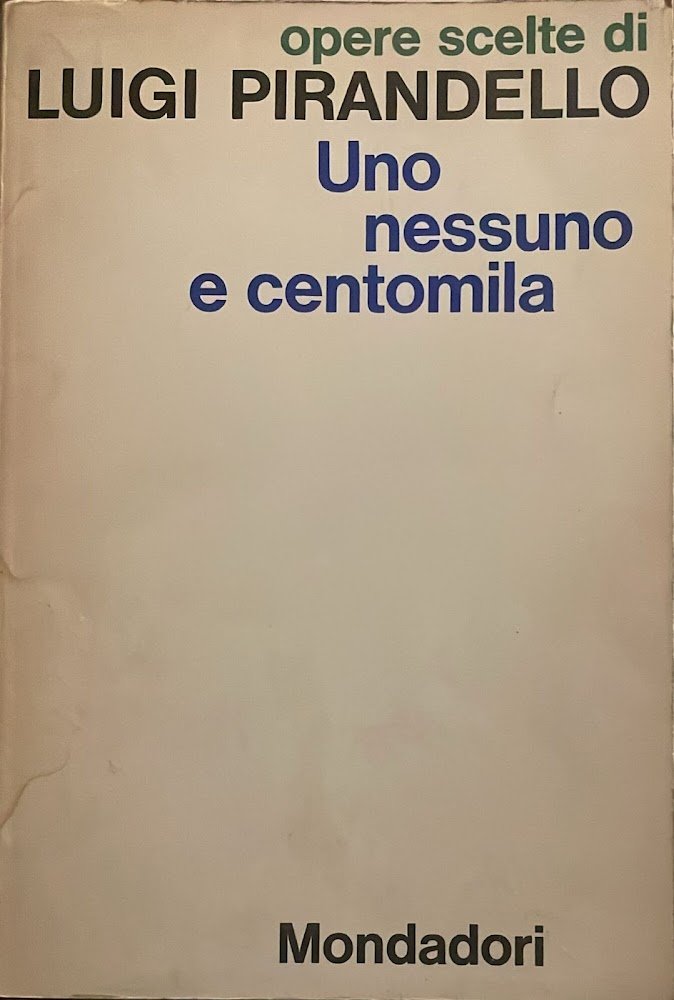 opere scelte di
LUIGI PIRANDELLO
Uno
nessuno
e centomila
Mondadori